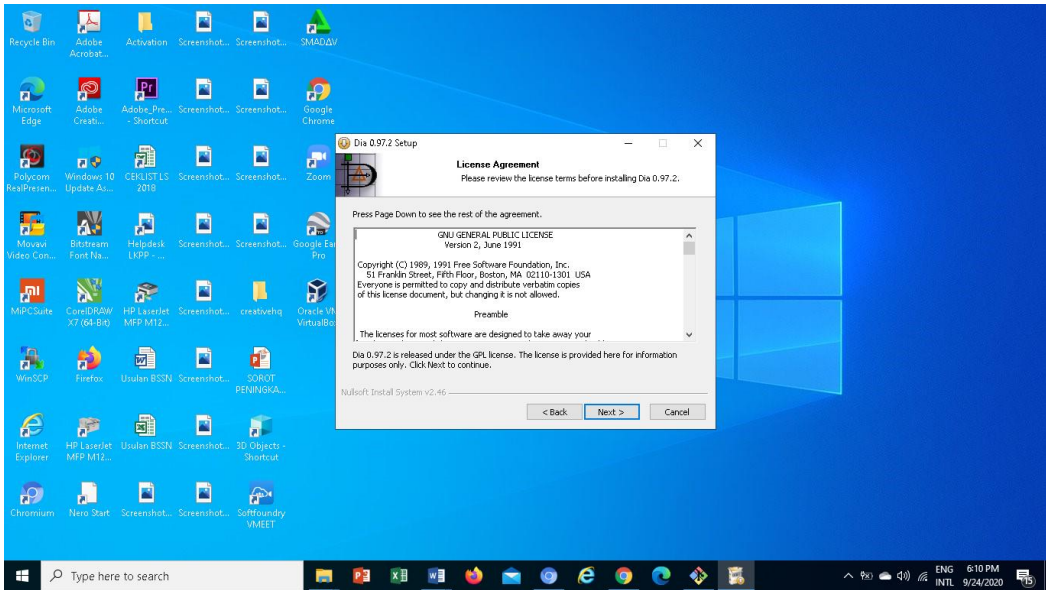 Recycle Bin
Adobe Acrobat...
Activation
Screenshot...
Screenshot...
SMADΔV
Microsoft Edge
Adobe Creati...
Adobe_Pre... - Shortcut
Screenshot...
Screenshot...
Google Chrome
Polycom RealPresen...
Windows 10 Update As...
CEKLIST LS 2018
Screenshot...
Screenshot...
Zoom
Movavi Video Con...
Bitstream Font Na...
Helpdesk LKPP - ...
Screenshot...
Screenshot...
Google Ear Pro
MiPCSuite
CorelDRAW X7 (64-Bit)
HP LaserJet MFP M12...
Screenshot...
creativehq
Oracle VM VirtualBox
WinSCP
Firefox
Usulan BSSN
Screenshot...
SOROT PENINGKA...
Internet Explorer
HP LaserJet MFP M12...
Usulan BSSN
Screenshot...
3D Objects - Shortcut
Chromium
Nero Start
Screenshot...
Screenshot...
Softfoundry VMEET
Dia 0.97.2 Setup
License Agreement
Please review the license terms before installing Dia 0.97.2.
Press Page Down to see the rest of the agreement.
GNU GENERAL PUBLIC LICENSE
Version 2, June 1991
Copyright (C) 1989, 1991 Free Software Foundation, Inc.
51 Franklin Street, Fifth Floor, Boston, MA 02110-1301 USA
Everyone is permitted to copy and distribute verbatim copies
of this license document, but changing it is not allowed.
Preamble
The licenses for most software are designed to take away your
Dia 0.97.2 is released under the GPL license. The license is provided here for information
purposes only. Click Next to continue.
Nullsoft Install System v2.46
< Back
Next >
Cancel
Type here to search
ENG
INTL
6:10 PM
9/24/2020
15